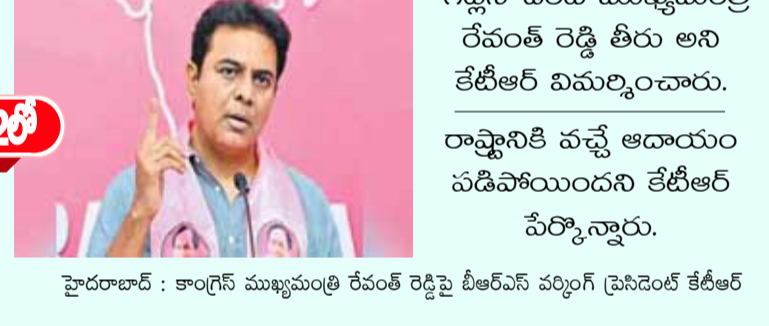 రేవంత్ రెడ్డి తీరు అని
కేటీఆర్ విమర్శించారు.
రాష్ట్రానికి వచ్చే ఆదాయం
పడిపోయిందని కేటీఆర్
పేర్కొన్నారు.
హైదరాబాద్ : కాంగ్రెస్ ముఖ్యమంత్రి రేవంత్ రెడ్డిపై బీఆర్ఎస్ వర్కింగ్ ప్రెసిడెంట్ కేటీఆర్